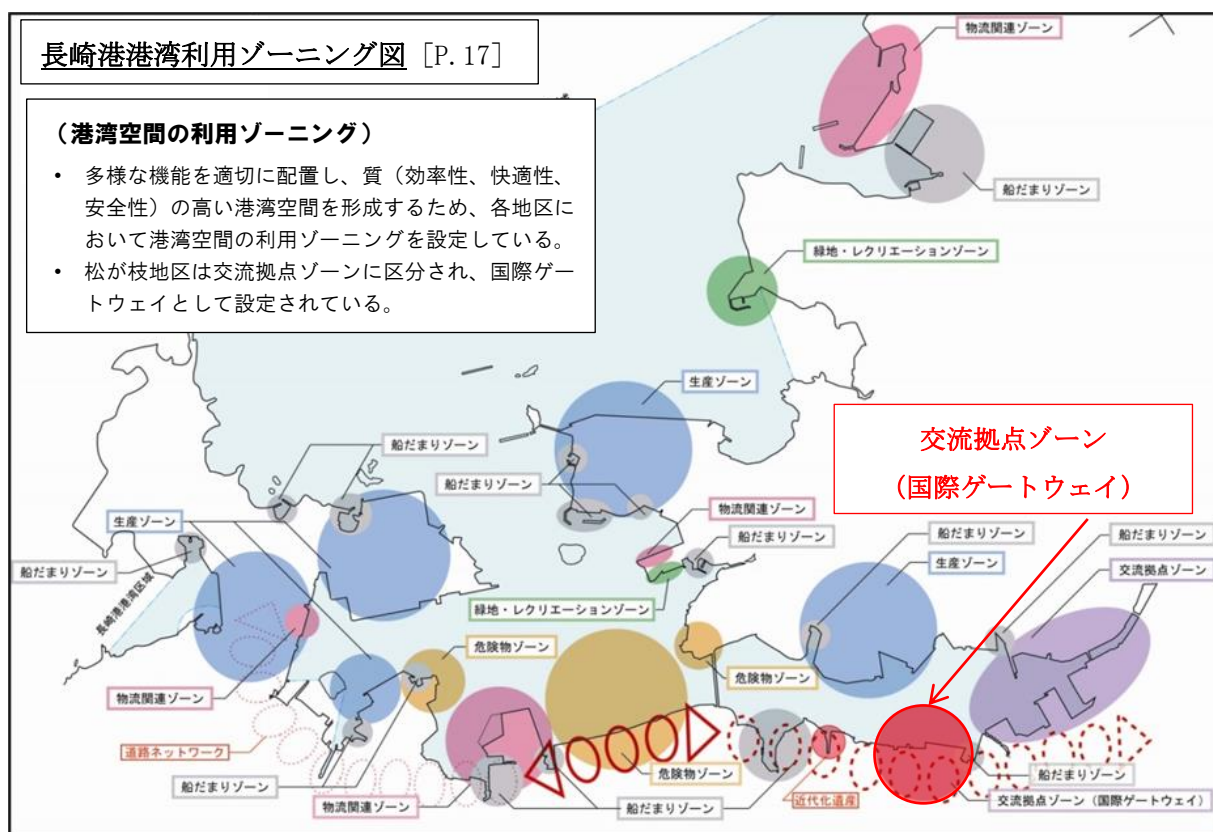 長崎港港湾利用ゾーニング図 [P. 17]
（港湾空間の利用ゾーニング）
• 多様な機能を適切に配置し、質（効率性、快適性、
安全性）の高い港湾空間を形成するため、各地区に
おいて港湾空間の利用ゾーニングを設定している。
• 松が枝地区は交流拠点ゾーンに区分され、国際ゲー
トウェイとして設定されている。
物流関連ゾーン
船だまりゾーン
緑地・レクリエーションゾーン
生産ゾーン
交流拠点ゾーン
（国際ゲートウェイ）
船だまりゾーン
船だまりゾーン
物流関連ゾーン
生産ゾーン
船だまりゾーン
船だまりゾーン
船だまりゾーン
生産ゾーン
交流拠点ゾーン
船だまりゾーン
長崎港港湾区域
緑地・レクリエーションゾーン
危険物ゾーン
危険物ゾーン
物流関連ゾーン
道路ネットワーク
危険物ゾーン
船だまりゾーン
船だまりゾーン
物流関連ゾーン
船だまりゾーン
近代化遺産
交流拠点ゾーン（国際ゲートウェイ）